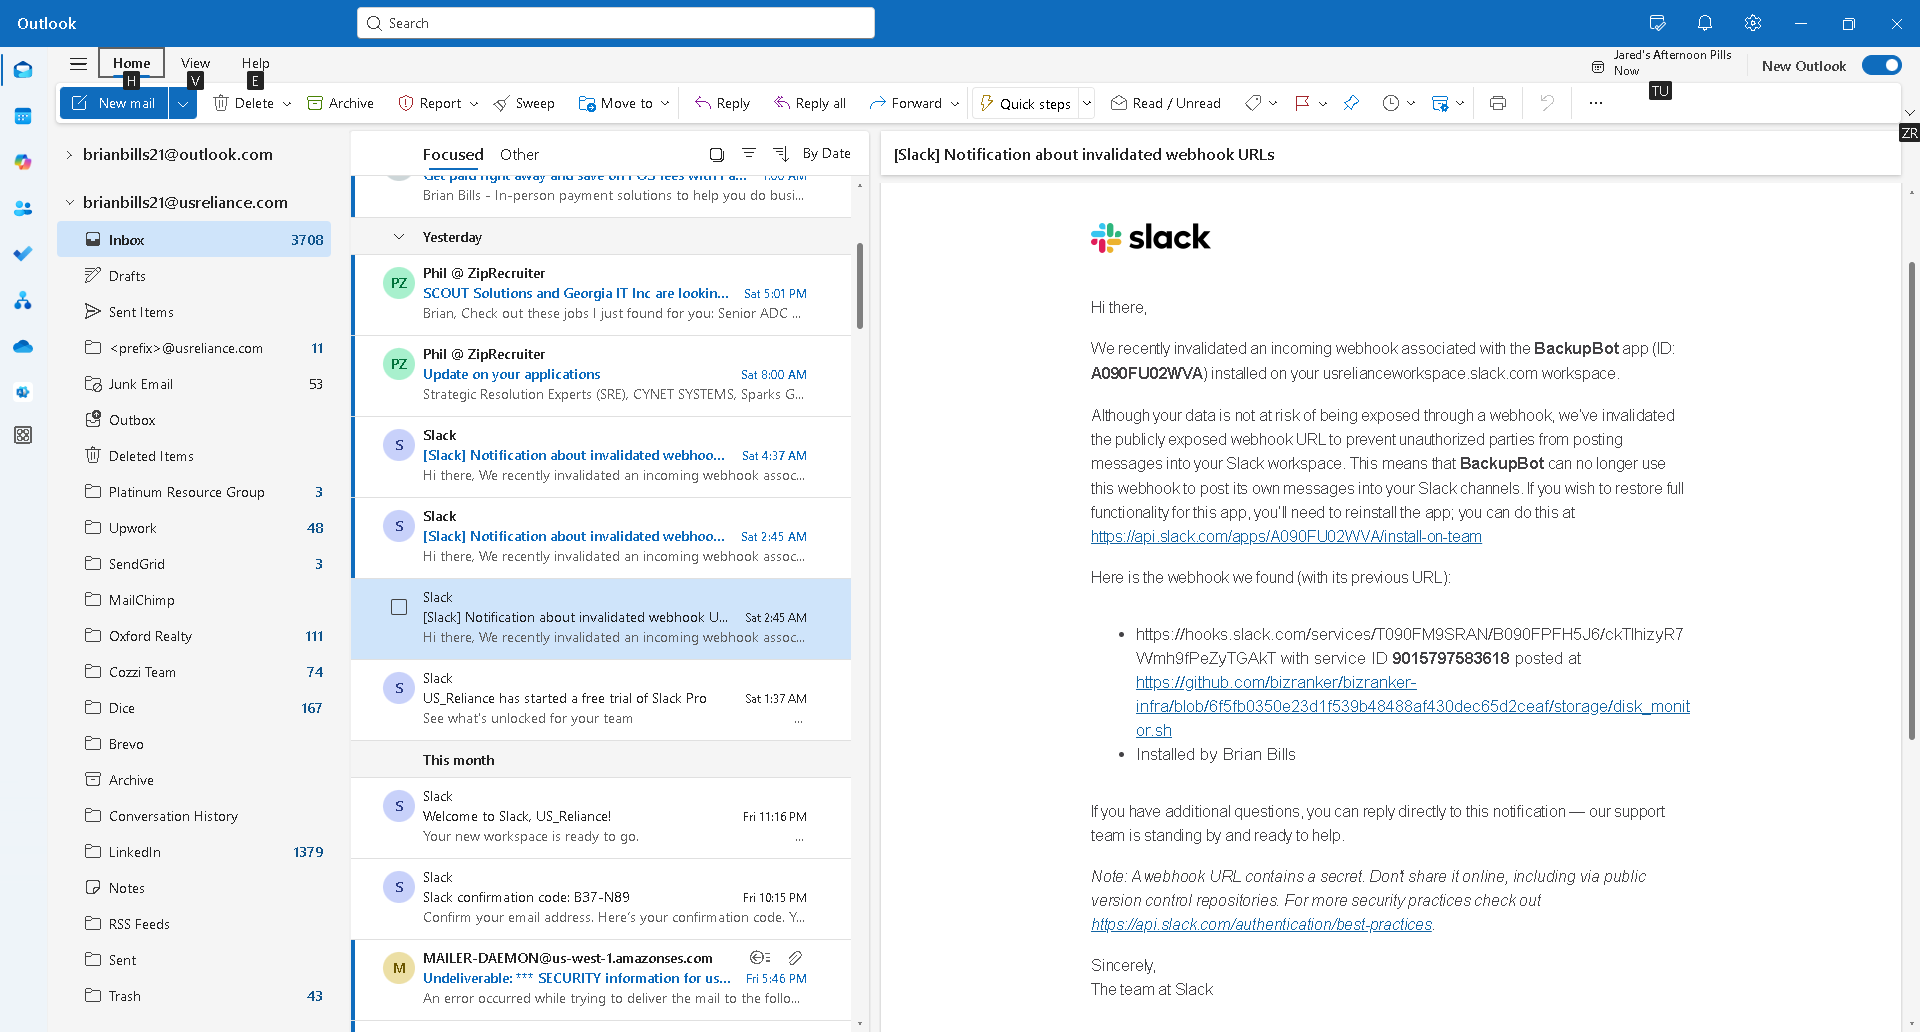 Outlook
Search
Home
View
Help
H
V
E
Jared's Afternoon Pills
Now
New Outlook
TU
New mail
Delete
Archive
Report
Sweep
Move to
Reply
Reply all
Forward
Quick steps
Read / Unread
ZR
brianbills21@outlook.com
brianbills21@usreliance.com
Inbox 3708
Drafts
Sent Items
<prefix>@usreliance.com 11
Junk Email 53
Outbox
Deleted Items
Platinum Resource Group 3
Upwork 48
SendGrid 3
MailChimp
Oxford Realty 111
Cozzi Team 74
Dice 167
Brevo
Archive
Conversation History
LinkedIn 1379
Notes
RSS Feeds
Sent
Trash 43
Focused Other By Date
Get paid right away and save on POS fees with Pa... 1:00 AM
Brian Bills - In-person payment solutions to help you do busi...
Yesterday
PZ
Phil @ ZipRecruiter
SCOUT Solutions and Georgia IT Inc are lookin... Sat 5:01 PM
Brian, Check out these jobs I just found for you: Senior ADC ...
PZ
Phil @ ZipRecruiter
Update on your applications Sat 8:00 AM
Strategic Resolution Experts (SRE), CYNET SYSTEMS, Sparks G...
S
Slack
[Slack] Notification about invalidated webhoo... Sat 4:37 AM
Hi there, We recently invalidated an incoming webhook assoc...
S
Slack
[Slack] Notification about invalidated webhoo... Sat 2:45 AM
Hi there, We recently invalidated an incoming webhook assoc...
Slack
[Slack] Notification about invalidated webhook U... Sat 2:45 AM
Hi there, We recently invalidated an incoming webhook assoc...
S
Slack
US_Reliance has started a free trial of Slack Pro Sat 1:37 AM
See what's unlocked for your team ...
This month
S
Slack
Welcome to Slack, US_Reliance! Fri 11:16 PM
Your new workspace is ready to go. ...
S
Slack
Slack confirmation code: B37-N89 Fri 10:15 PM
Confirm your email address. Here's your confirmation code. Y...
M
MAILER-DAEMON@us-west-1.amazonses.com
Undeliverable: *** SECURITY information for us... Fri 5:46 PM
An error occurred while trying to deliver the mail to the follo...
[Slack] Notification about invalidated webhook URLs
slack
Hi there,
We recently invalidated an incoming webhook associated with the BackupBot app (ID:
A090FU02WVA) installed on your usrelianceworkspace.slack.com workspace.
Although your data is not at risk of being exposed through a webhook, we've invalidated
the publicly exposed webhook URL to prevent unauthorized parties from posting
messages into your Slack workspace. This means that BackupBot can no longer use
this webhook to post its own messages into your Slack channels. If you wish to restore full
functionality for this app, you'll need to reinstall the app; you can do this at
https://api.slack.com/apps/A090FU02WVA/install-on-team
Here is the webhook we found (with its previous URL):
• https://hooks.slack.com/services/T090FM9SRAN/B090FPFH5J6/ckTlhizyR7
Wmh9fPeZyTGAkT with service ID 9015797583618 posted at
https://github.com/bizranker/bizranker-
infra/blob/6f5fb0350e23d1f539b48488af430dec65d2ceaf/storage/disk_monit
or.sh
• Installed by Brian Bills
If you have additional questions, you can reply directly to this notification — our support
team is standing by and ready to help.
Note: A webhook URL contains a secret. Don't share it online, including via public
version control repositories. For more security practices check out
https://api.slack.com/authentication/best-practices.
Sincerely,
The team at Slack